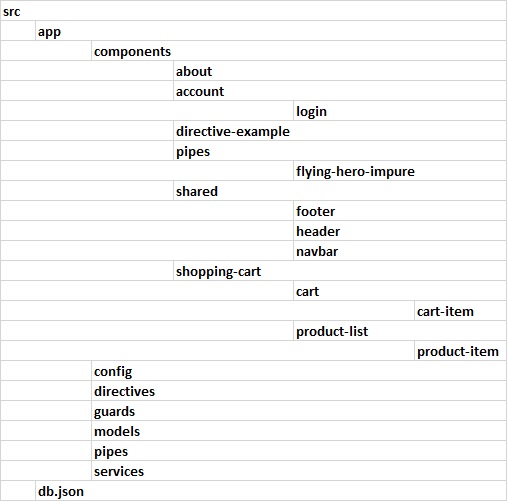 src
app
components
about
account
login
directive-example
pipes
flying-hero-impure
shared
footer
header
navbar
shopping-cart
cart
cart-item
product-list
product-item
config
directives
guards
models
pipes
services
db.json